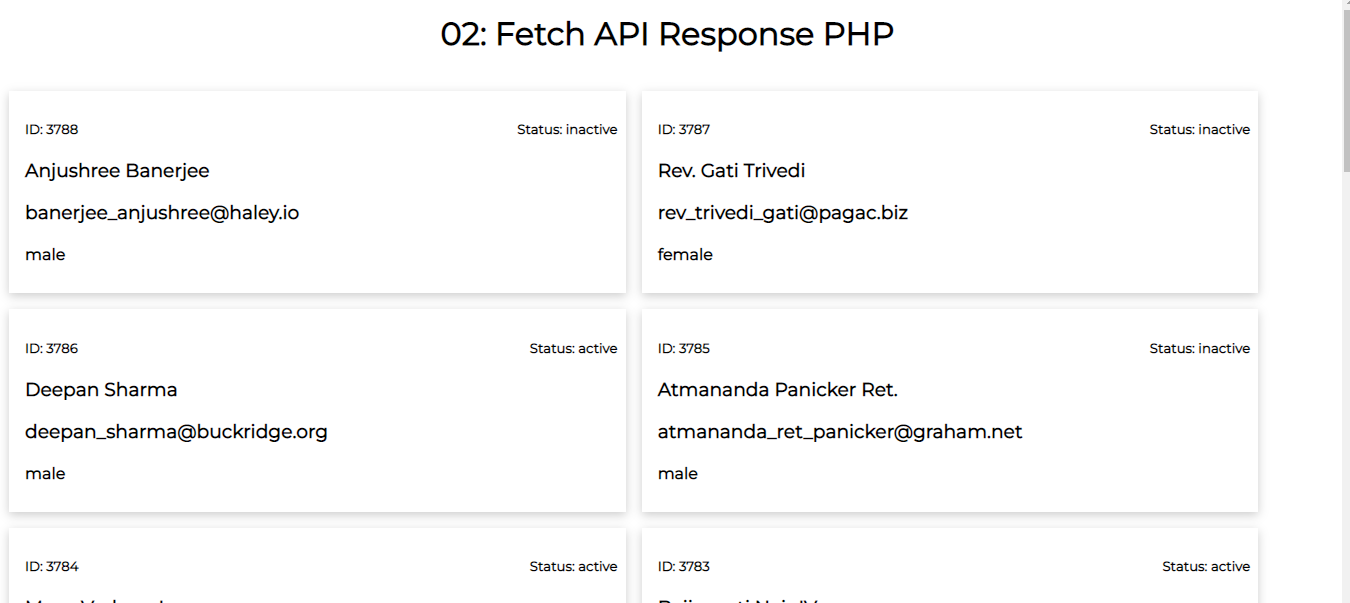 02: Fetch API Response PHP
ID: 3788 Status: inactive
Anjushree Banerjee
banerjee_anjushree@haley.io
male
ID: 3787 Status: inactive
Rev. Gati Trivedi
rev_trivedi_gati@pagac.biz
female
ID: 3786 Status: active
Deepan Sharma
deepan_sharma@buckridge.org
male
ID: 3785 Status: inactive
Atmananda Panicker Ret.
atmananda_ret_panicker@graham.net
male
ID: 3784 Status: active
ID: 3783 Status: active